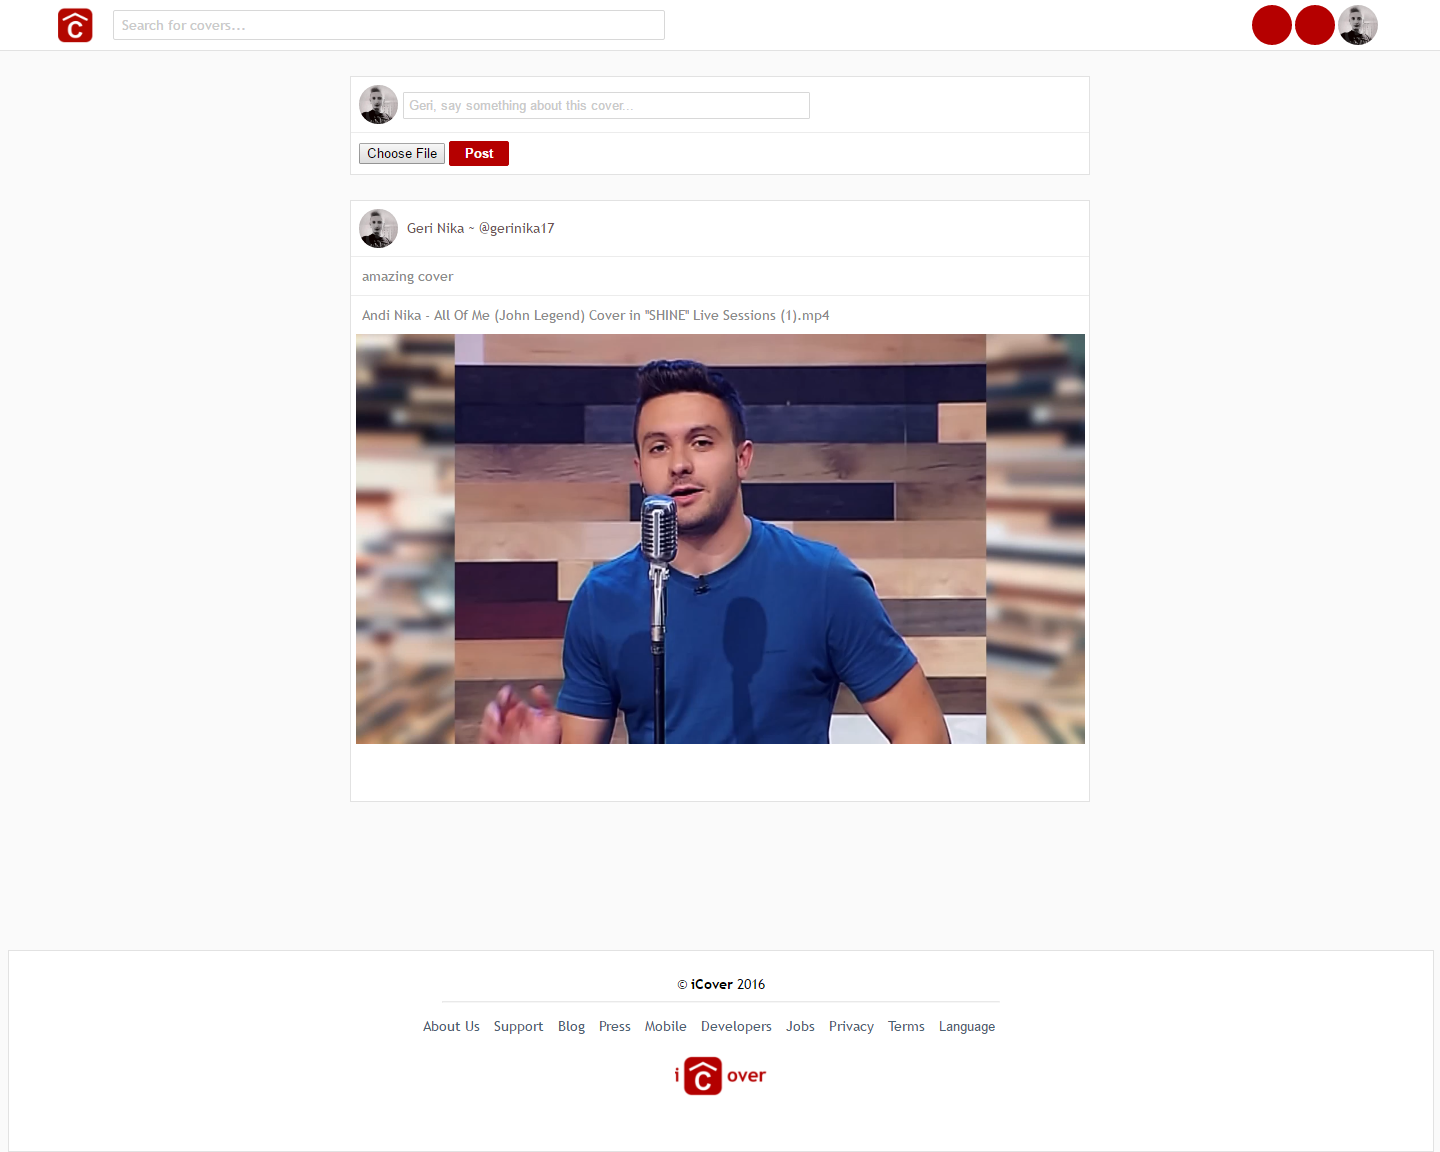 C
Search for covers...
Geri, say something about this cover...
Choose File
Post
Geri Nika ~ @gerinika17
amazing cover
Andi Nika - All Of Me (John Legend) Cover in "SHINE" Live Sessions (1).mp4
© iCover 2016
About Us Support Blog Press Mobile Developers Jobs Privacy Terms Language
i C over